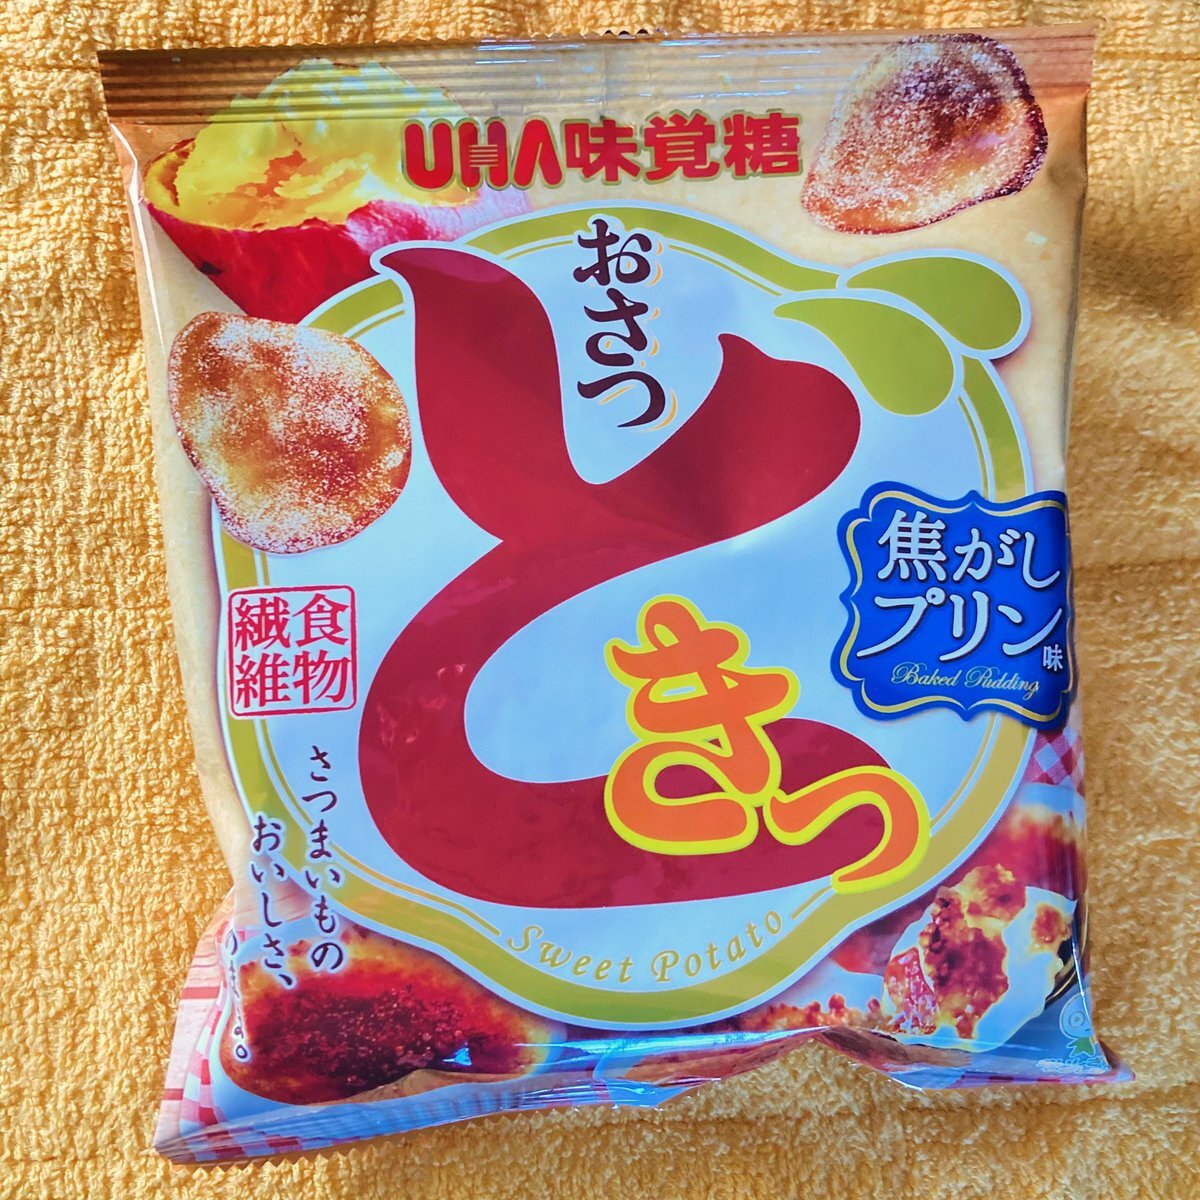 UHA味覚糖
おさつ
どきっ
焦がし
プリン味
Baked Pudding
食物
繊維
さつまいもの
おいしさ、
Sweet Potato